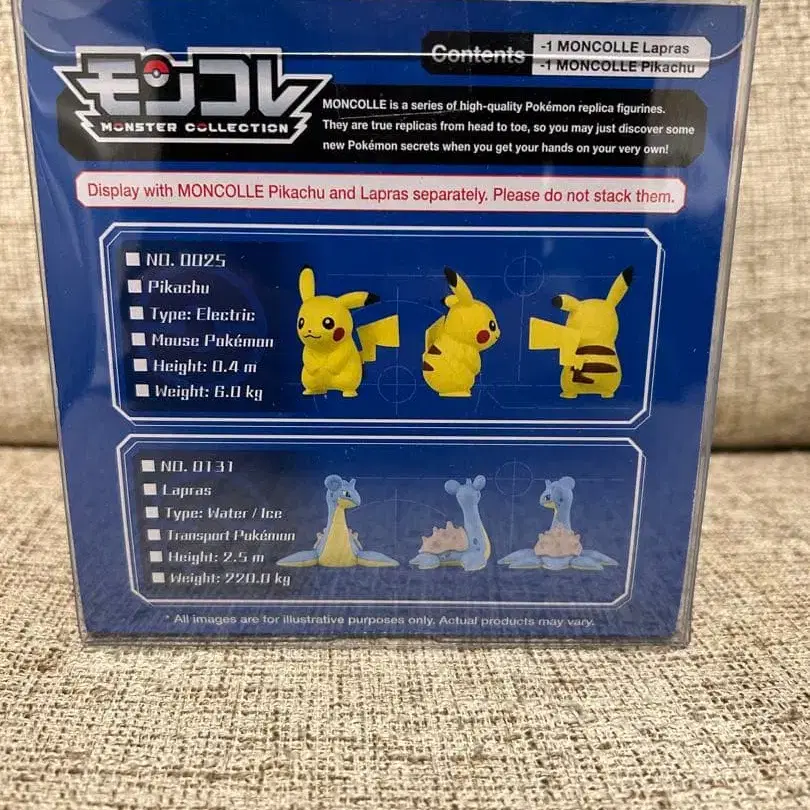 モンコレ
MONSTER COLLECTION
Contents
-1 MONCOLLE Lapras
-1 MONCOLLE Pikachu
MONCOLLE is a series of high-quality Pokémon replica figurines.
They are true replicas from head to toe, so you may just discover some
new Pokémon secrets when you get your hands on your very own!
Display with MONCOLLE Pikachu and Lapras separately. Please do not stack them.
NO. 0025
Pikachu
Type: Electric
Mouse Pokémon
Height: 0.4 m
Weight: 6.0 kg
NO. 0131
Lapras
Type: Water / Ice
Transport Pokémon
Height: 2.5 m
Weight: 220.0 kg
* All images are for illustrative purposes only. Actual products may vary.